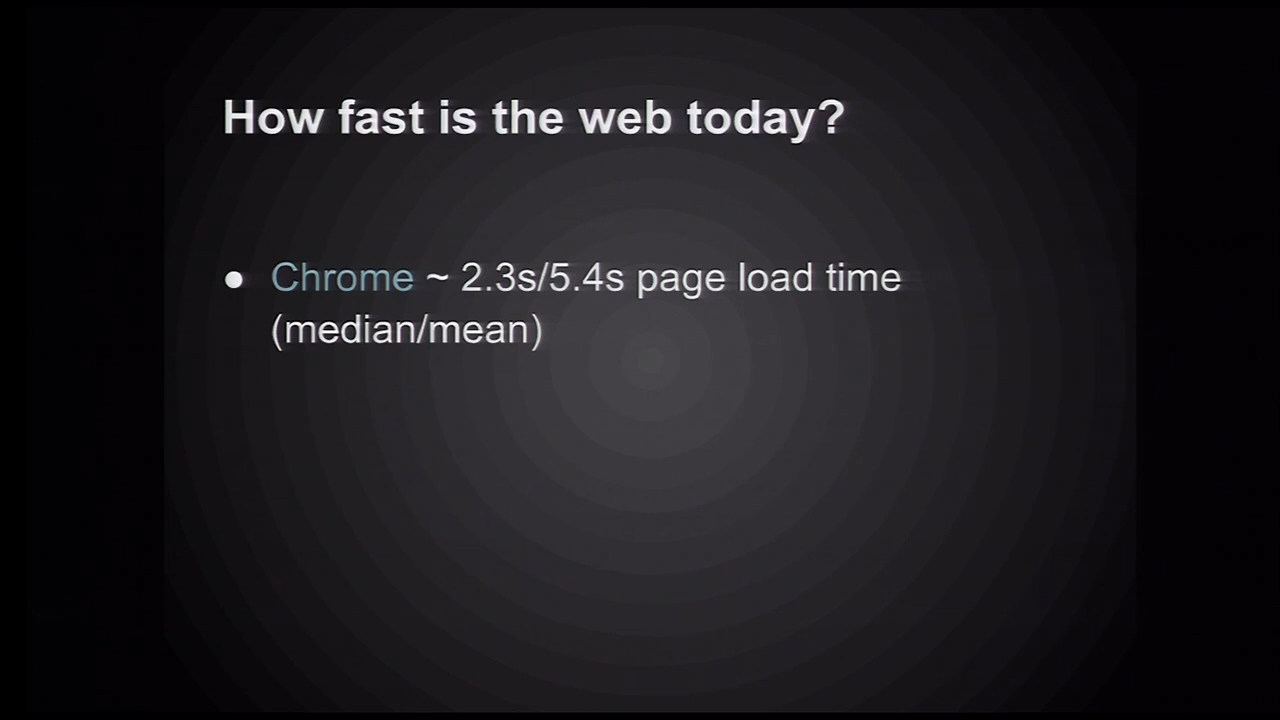 How fast is the web today?
● Chrome ~ 2.3s/5.4s page load time
(median/mean)